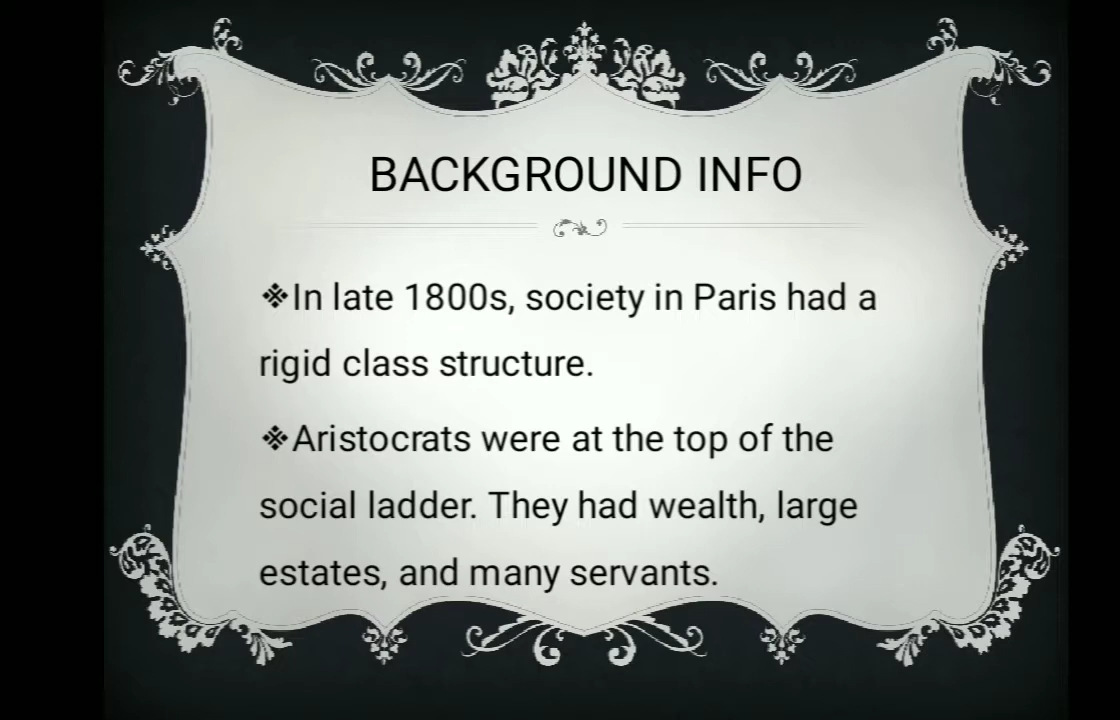 BACKGROUND INFO
❖In late 1800s, society in Paris had a
rigid class structure.
❖Aristocrats were at the top of the
social ladder. They had wealth, large
estates, and many servants.